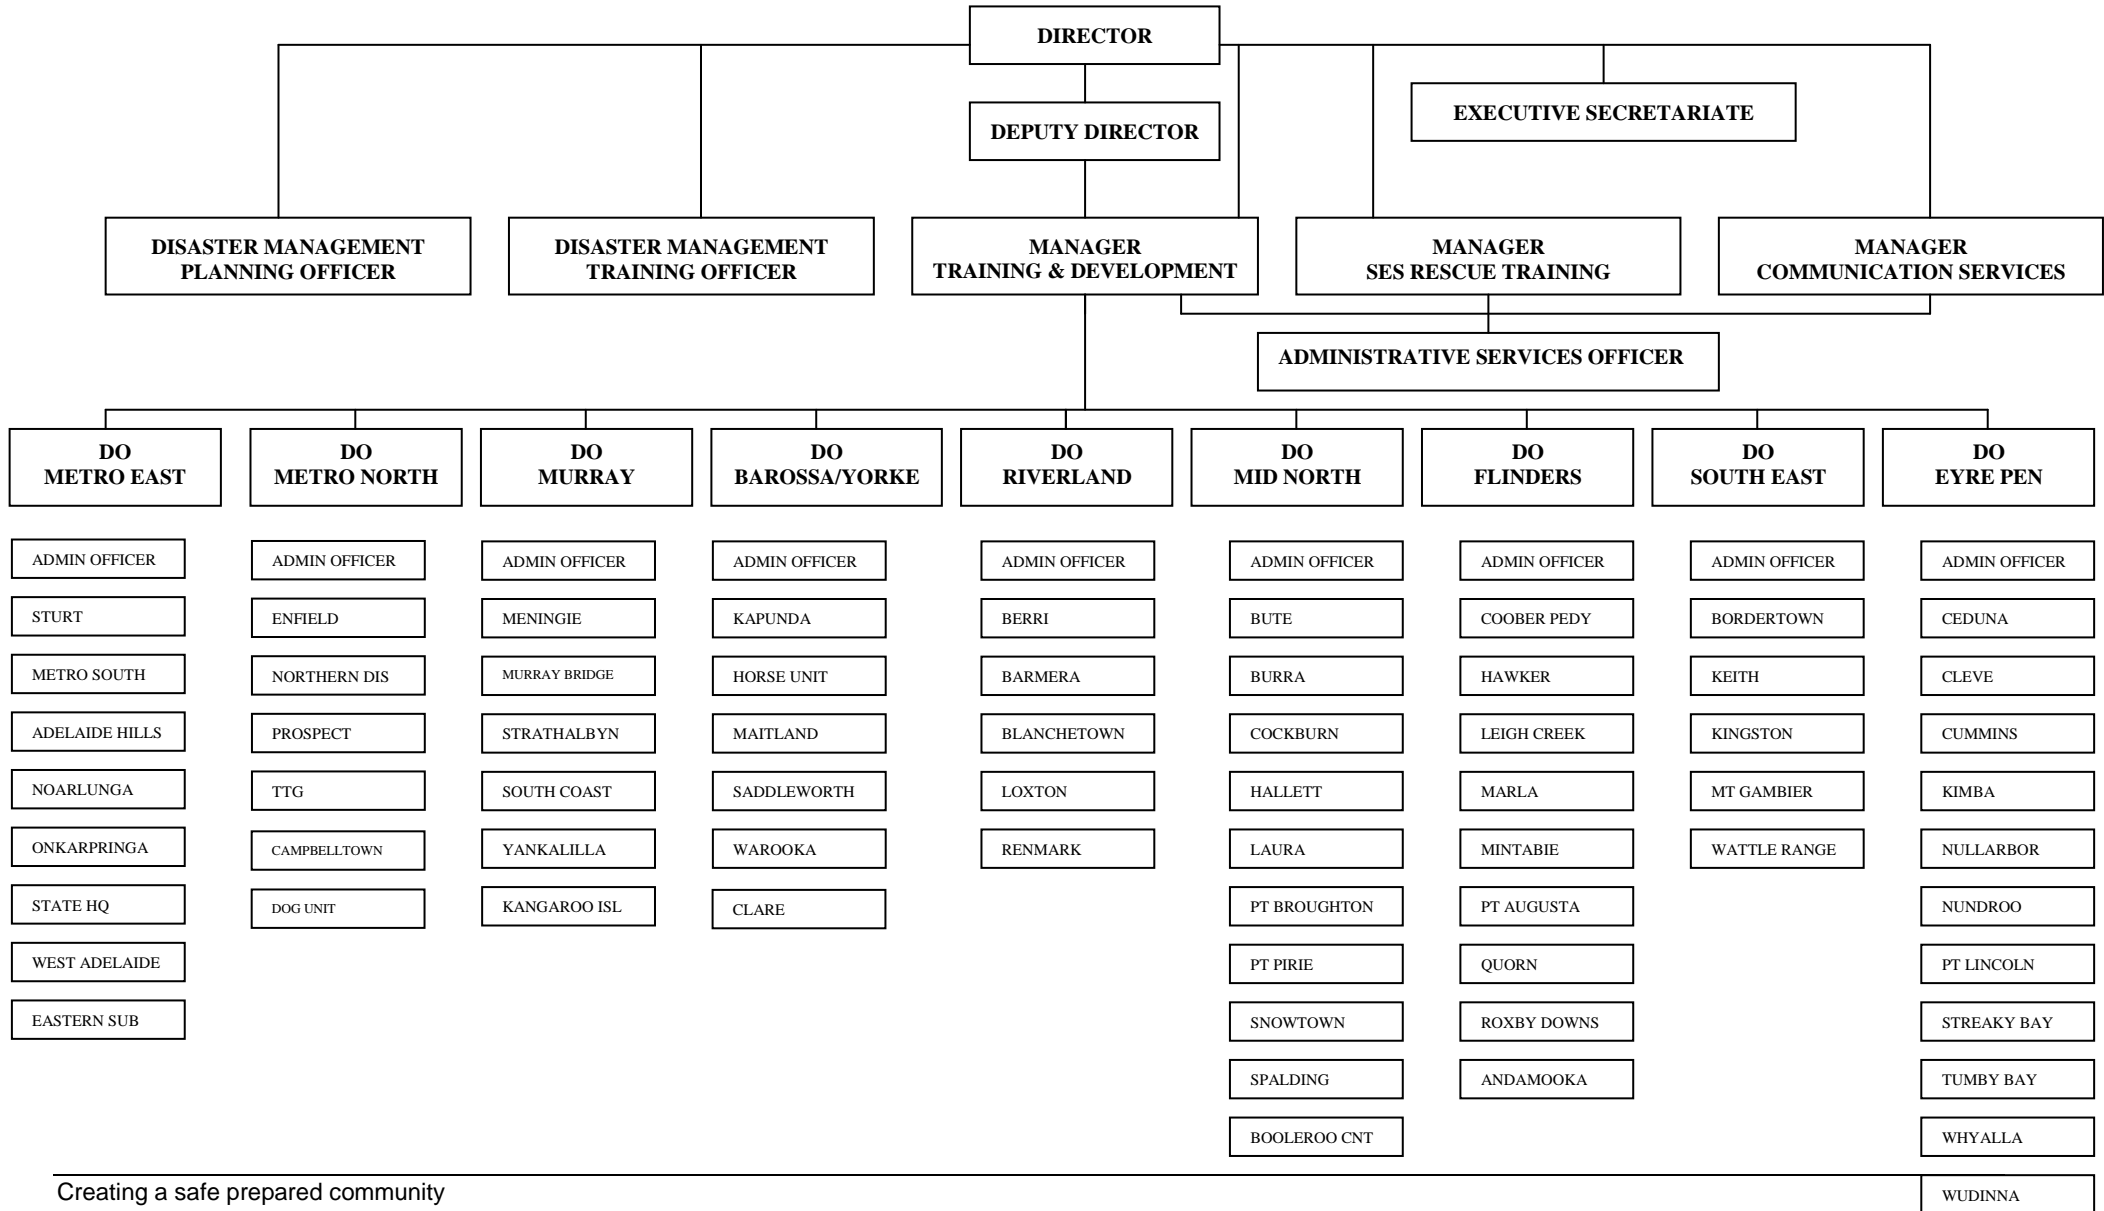 DIRECTOR
EXECUTIVE SECRETARIATE
DEPUTY DIRECTOR
DISASTER MANAGEMENT
PLANNING OFFICER
DISASTER MANAGEMENT
TRAINING OFFICER
MANAGER
TRAINING & DEVELOPMENT
MANAGER
SES RESCUE TRAINING
MANAGER
COMMUNICATION SERVICES
ADMINISTRATIVE SERVICES OFFICER
DO
METRO EAST
ADMIN OFFICER
STURT
METRO SOUTH
ADELAIDE HILLS
NOARLUNGA
ONKARPRINGA
STATE HQ
WEST ADELAIDE
EASTERN SUB
DO
METRO NORTH
ADMIN OFFICER
ENFIELD
NORTHERN DIS
PROSPECT
TTG
CAMPBELLTOWN
DOG UNIT
DO
MURRAY
ADMIN OFFICER
MENINGIE
MURRAY BRIDGE
STRATHALBYN
SOUTH COAST
YANKALILLA
KANGAROO ISL
DO
BAROSSA/YORKE
ADMIN OFFICER
KAPUNDA
HORSE UNIT
MAITLAND
SADDLEWORTH
WAROOKA
CLARE
DO
RIVERLAND
ADMIN OFFICER
BERRI
BARMERA
BLANCHETOWN
LOXTON
RENMARK
DO
MID NORTH
ADMIN OFFICER
BUTE
BURRA
COCKBURN
HALLETT
LAURA
PT BROUGHTON
PT PIRIE
SNOWTOWN
SPALDING
BOOLEROO CNT
DO
FLINDERS
ADMIN OFFICER
COOBER PEDY
HAWKER
LEIGH CREEK
MARLA
MINTABIE
PT AUGUSTA
QUORN
ROXBY DOWNS
ANDAMOOKA
DO
SOUTH EAST
ADMIN OFFICER
BORDERTOWN
KEITH
KINGSTON
MT GAMBIER
WATTLE RANGE
DO
EYRE PEN
ADMIN OFFICER
CEDUNA
CLEVE
CUMMINS
KIMBA
NULLARBOR
NUNDROO
PT LINCOLN
STREAKY BAY
TUMBY BAY
WHYALLA
WUDINNA
Creating a safe prepared community